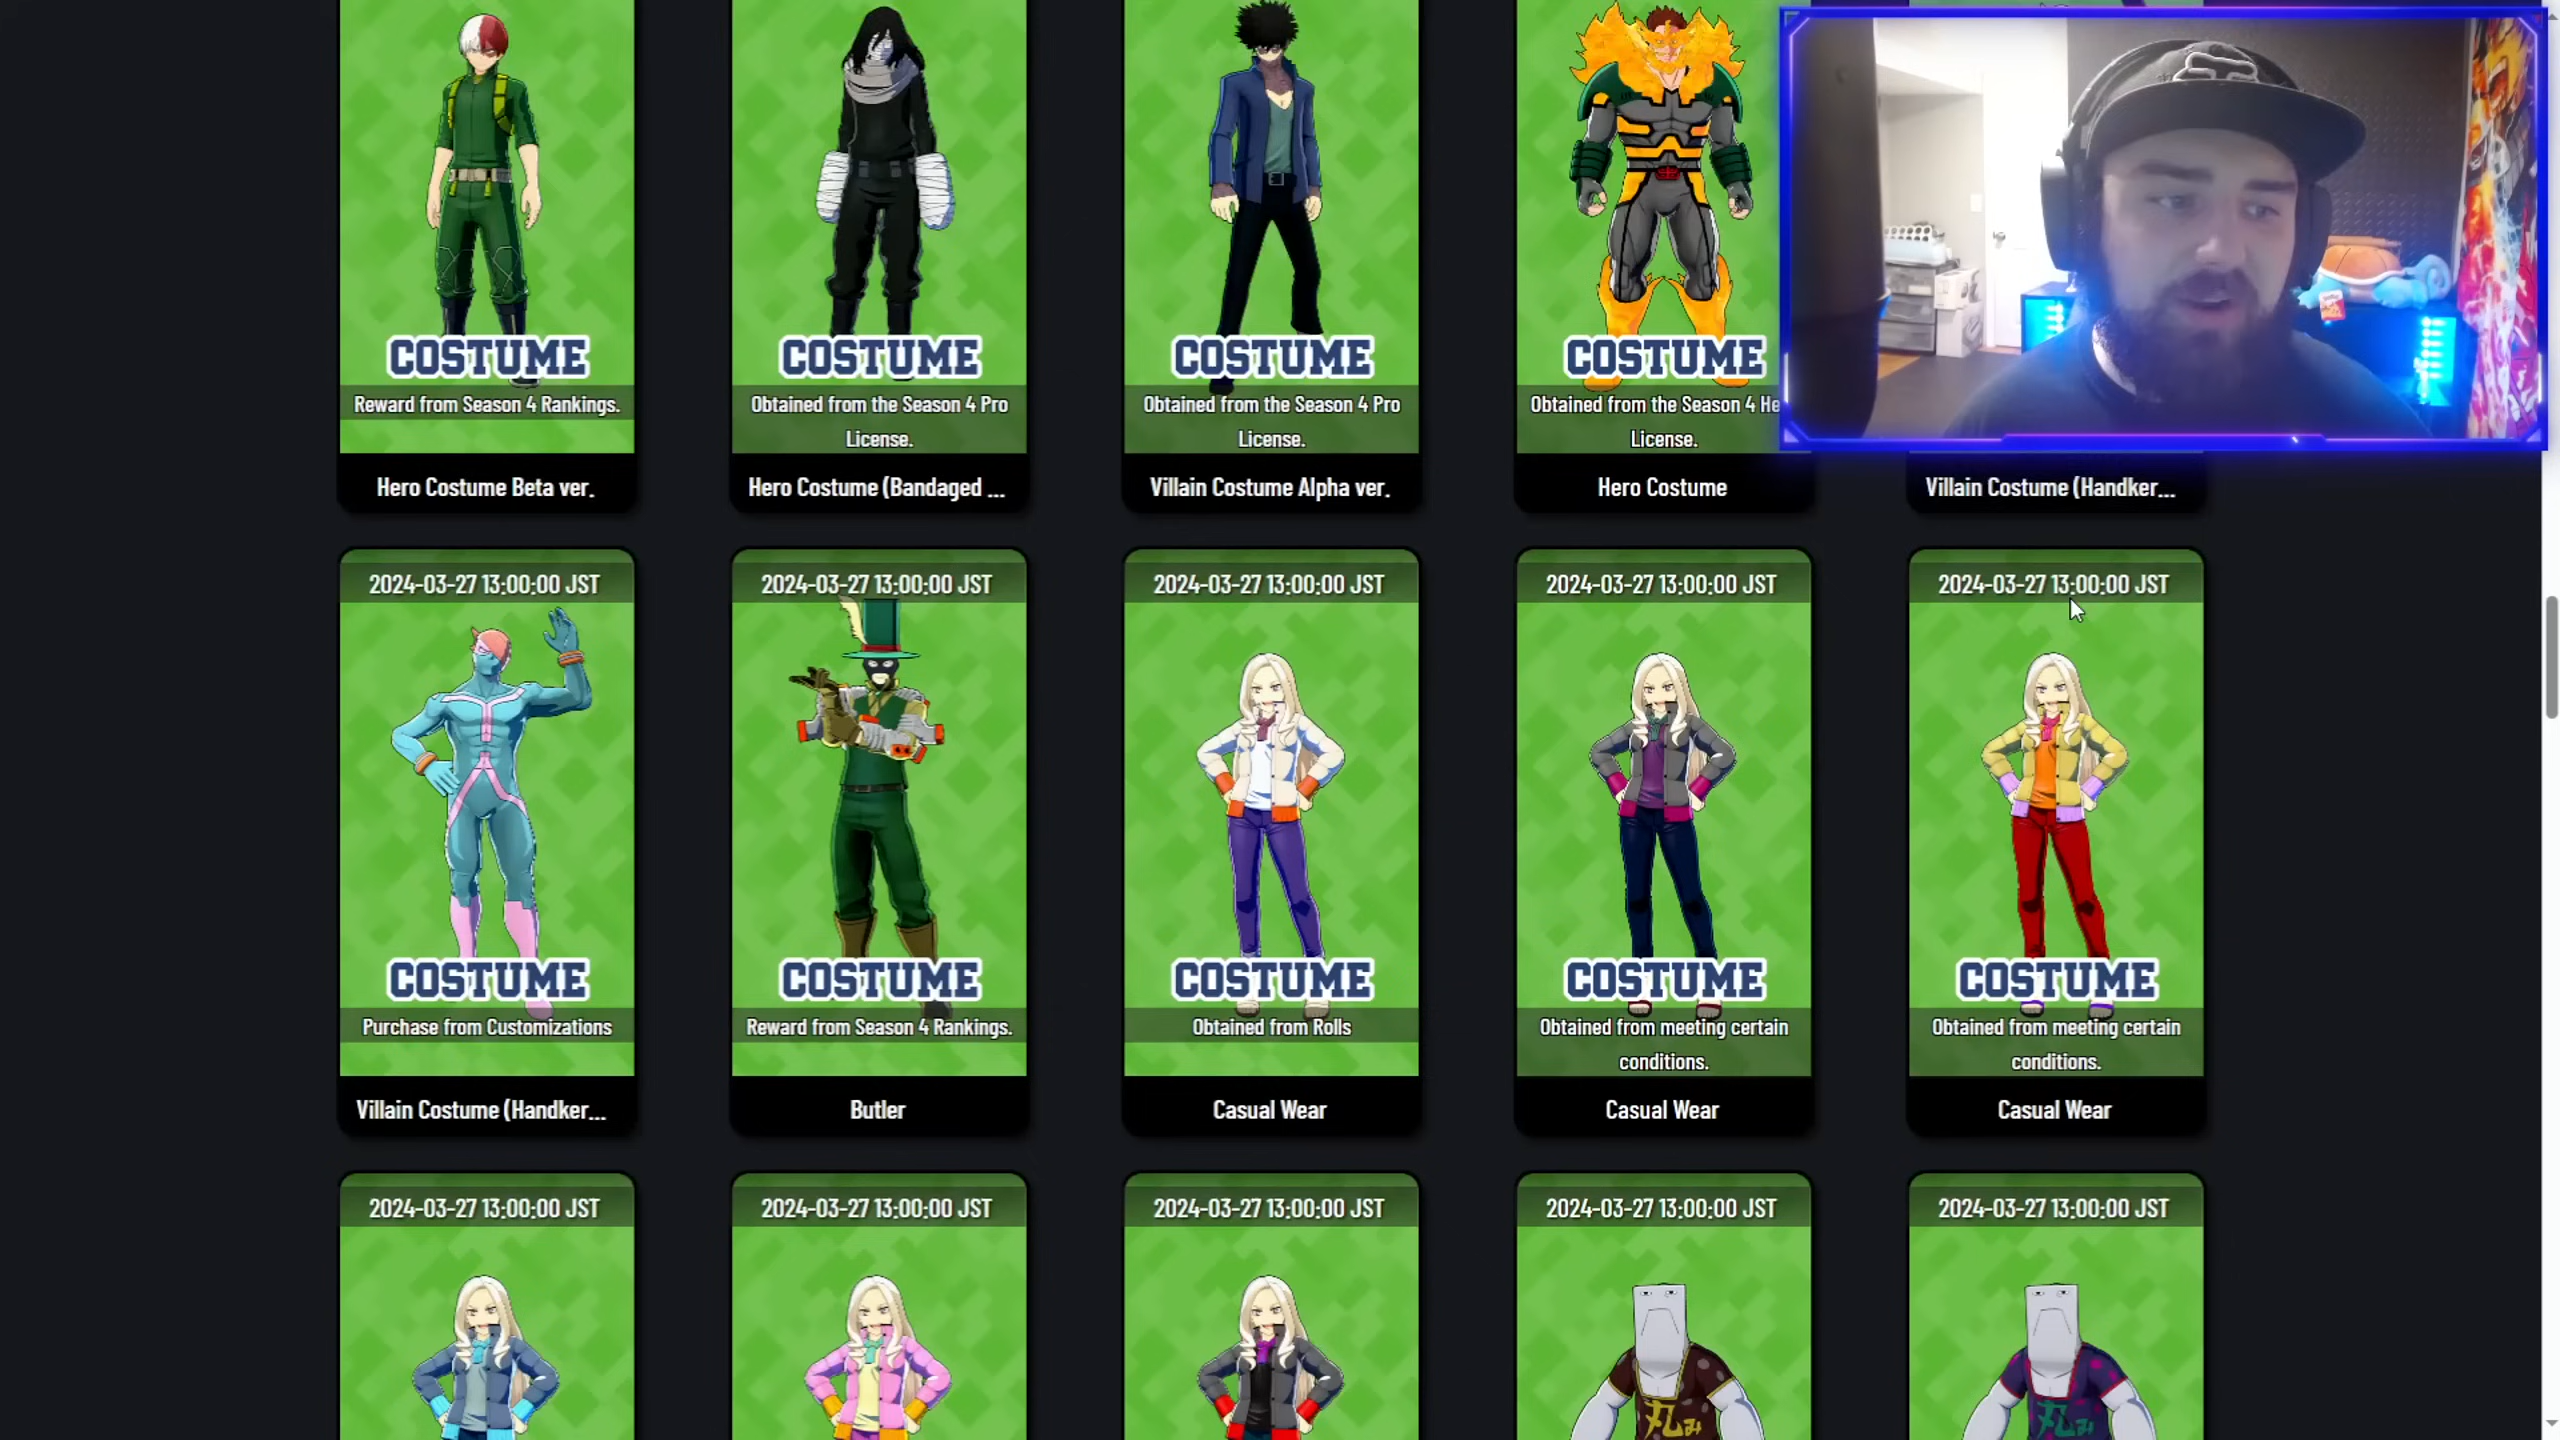 COSTUME
COSTUME
COSTUME
COSTUME
Reward from Season 4 Rankings.
Obtained from the Season 4 Pro
License.
Obtained from the Season 4 Pro
License.
Obtained from the Season 4 He
License.
Hero Costume Beta ver.
Hero Costume (Bandaged ...
Villain Costume Alpha ver.
Hero Costume
Villain Costume (Handker...
2024-03-27 13:00:00 JST
2024-03-27 13:00:00 JST
2024-03-27 13:00:00 JST
2024-03-27 13:00:00 JST
2024-03-27 13:00:00 JST
COSTUME
COSTUME
COSTUME
COSTUME
COSTUME
Purchase from Customizations
Reward from Season 4 Rankings.
Obtained from Rolls
Obtained from meeting certain
conditions.
Obtained from meeting certain
conditions.
Villain Costume (Handker...
Butler
Casual Wear
Casual Wear
Casual Wear
2024-03-27 13:00:00 JST
2024-03-27 13:00:00 JST
2024-03-27 13:00:00 JST
2024-03-27 13:00:00 JST
2024-03-27 13:00:00 JST
丸み
丸み